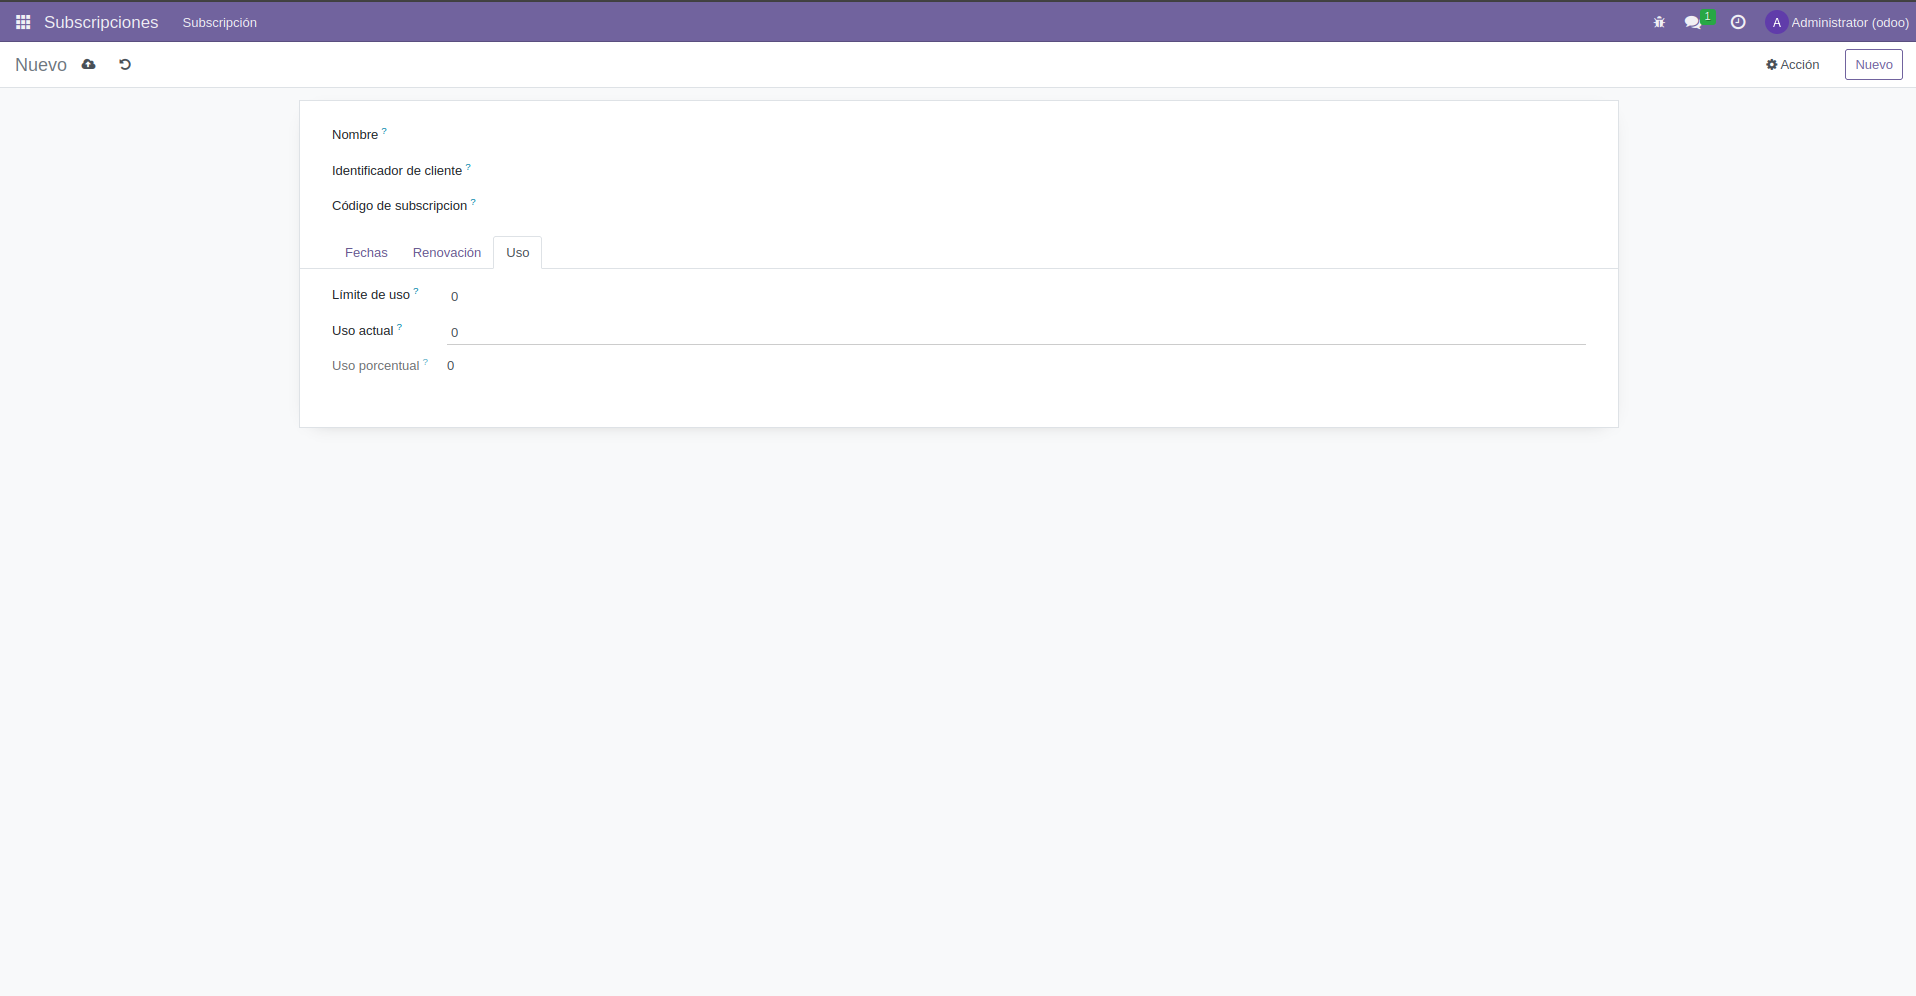 Subscripciones Subscripción 1 A Administrator (odoo)
Nuevo Acción Nuevo
Nombre ?
Identificador de cliente ?
Código de subscripcion ?
Fechas Renovación Uso
Límite de uso ? 0
Uso actual ? 0
Uso porcentual ? 0